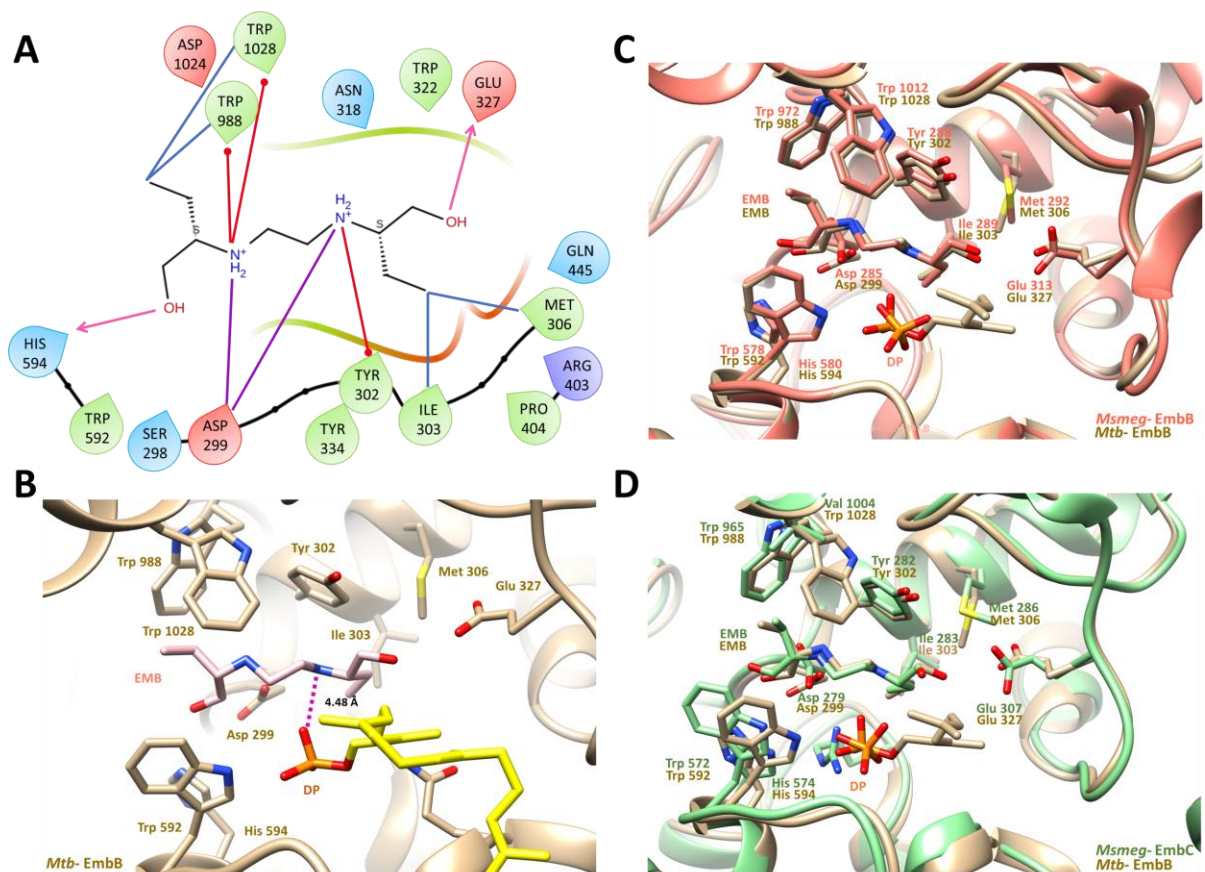 A
ASP
1024
TRP
1028
TRP
988
ASN
318
TRP
322
GLU
327
H₂
N⁺
S
OH
S
N⁺
H₂
OH
GLN
445
MET
306
HIS
594
TYR
302
ARG
403
TRP
592
SER
298
ASP
299
TYR
334
ILE
303
PRO
404
B
Trp 988
Tyr 302
Met 306
Glu 327
Trp 1028
Ile 303
EMB
4.48 Å
Asp 299
DP
Trp 592
His 594
Mtb- EmbB
C
Trp 1012
Trp 1028
Trp 972
Trp 988
Tyr 288
Tyr 302
EMB
EMB
Met 292
Met 306
Ile 289
Ile 303
Asp 285
Asp 299
Glu 313
Glu 327
Trp 578
Trp 592
His 580
His 594
DP
Msmeg- EmbB
Mtb- EmbB
D
Val 1004
Trp 1028
Trp 965
Trp 988
Tyr 282
Tyr 302
Met 286
Met 306
EMB
EMB
Ile 283
Ile 303
Asp 279
Asp 299
Glu 307
Glu 327
Trp 572
Trp 592
His 574
His 594
DP
Msmeg- EmbC
Mtb- EmbB